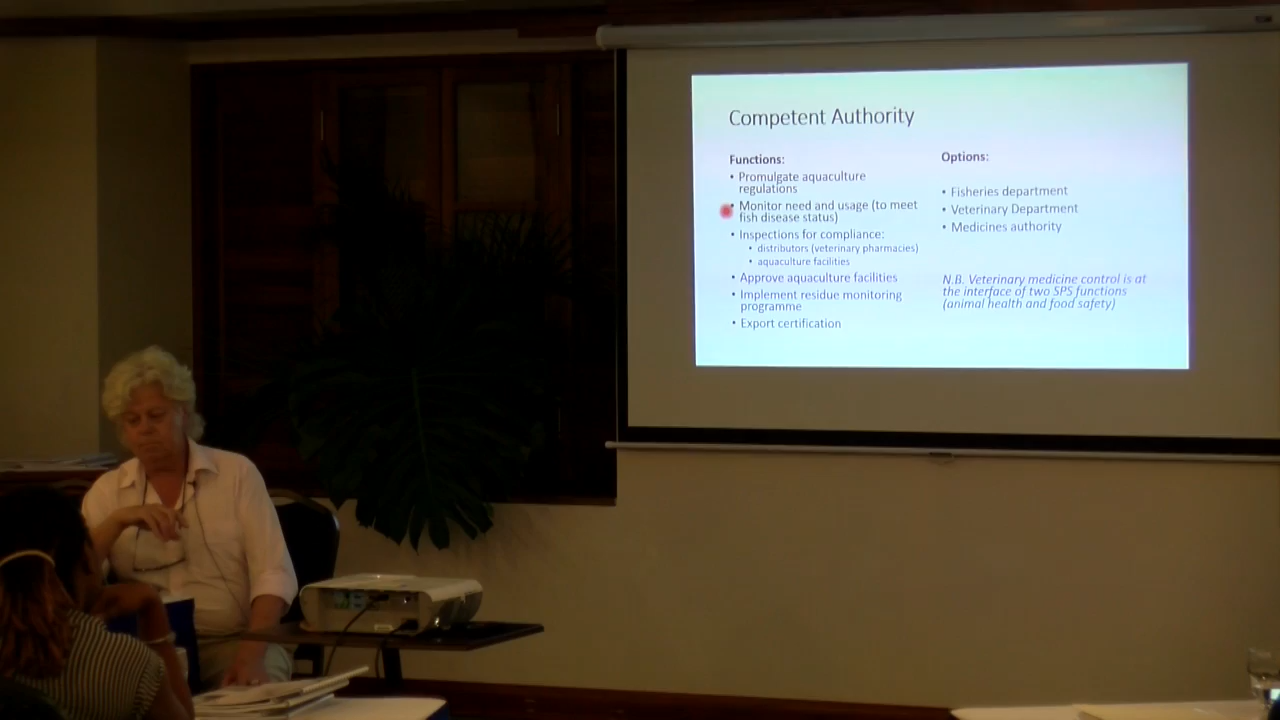 Competent Authority
Functions:
• Promulgate aquaculture
regulations
• Monitor need and usage (to meet
fish disease status)
• Inspections for compliance:
• distributors (veterinary pharmacies)
• aquaculture facilities
• Approve aquaculture facilities
• Implement residue monitoring
programme
• Export certification
Options:
• Fisheries department
• Veterinary Department
• Medicines authority
N.B. Veterinary medicine control is at
the interface of two SPS functions
(animal health and food safety)